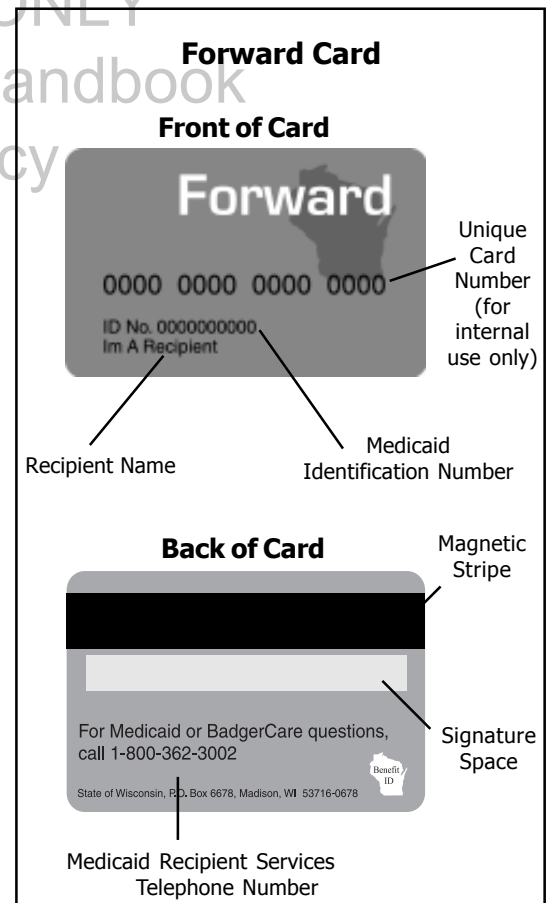 ONLY
andbook
cy
Forward Card
Front of Card
Forward
0000 0000 0000 0000
ID No. 0000000000
Im A Recipient
Unique
Card
Number
(for
internal
use only)
Recipient Name
Medicaid
Identification Number
Back of Card
Magnetic
Stripe
For Medicaid or BadgerCare questions,
call 1-800-362-3002
Benefit
ID
State of Wisconsin, P.O. Box 6678, Madison, WI 53716-0678
Signature
Space
Medicaid Recipient Services
Telephone Number